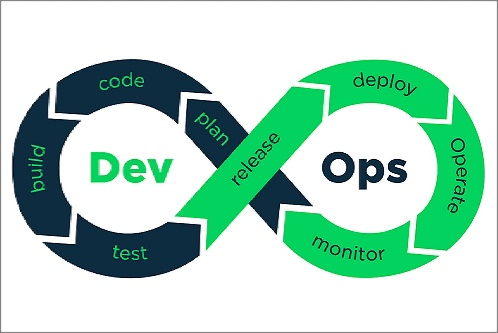 code
plan
build
Dev
test
release
deploy
Ops
Operate
monitor